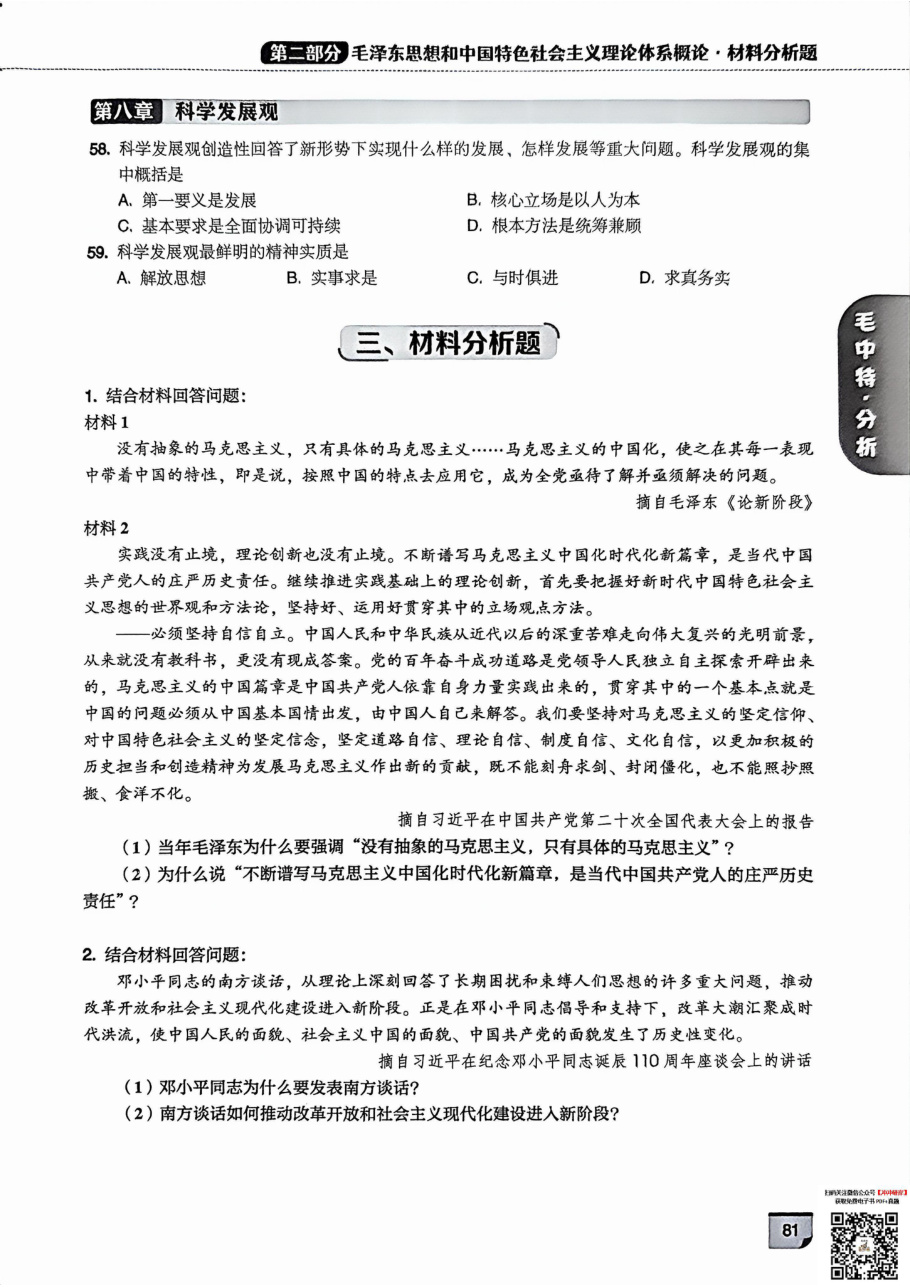 第二部分 毛泽东思想和中国特色社会主义理论体系概论·材料分析题
第八章 科学发展观
58. 科学发展观创造性回答了新形势下实现什么样的发展、怎样发展等重大问题。科学发展观的集
中概括是
A. 第一要义是发展 B. 核心立场是以人为本
C. 基本要求是全面协调可持续 D. 根本方法是统筹兼顾
59. 科学发展观最鲜明的精神实质是
A. 解放思想 B. 实事求是 C. 与时俱进 D. 求真务实
毛中特·分析
三、材料分析题
1. 结合材料回答问题：
材料 1
没有抽象的马克思主义，只有具体的马克思主义……马克思主义的中国化，使之在其每一表现
中带着中国的特性，即是说，按照中国的特点去应用它，成为全党亟待了解并亟须解决的问题。
摘自毛泽东《论新阶段》
材料 2
实践没有止境，理论创新也没有止境。不断谱写马克思主义中国化时代化新篇章，是当代中国
共产党人的庄严历史责任。继续推进实践基础上的理论创新，首先要把握好新时代中国特色社会主
义思想的世界观和方法论，坚持好、运用好贯穿其中的立场观点方法。
——必须坚持自信自立。中国人民和中华民族从近代以后的深重苦难走向伟大复兴的光明前景，
从来就没有教科书，更没有现成答案。党的百年奋斗成功道路是党领导人民独立自主探索开辟出来
的，马克思主义的中国篇章是中国共产党人依靠自身力量实践出来的，贯穿其中的一个基本点就是
中国的问题必须从中国基本国情出发，由中国人自己来解答。我们要坚持对马克思主义的坚定信仰、
对中国特色社会主义的坚定信念，坚定道路自信、理论自信、制度自信、文化自信，以更加积极的
历史担当和创造精神为发展马克思主义作出新的贡献，既不能刻舟求剑、封闭僵化，也不能照抄照
搬、食洋不化。
摘自习近平在中国共产党第二十次全国代表大会上的报告
（1）当年毛泽东为什么要强调“没有抽象的马克思主义，只有具体的马克思主义”？
（2）为什么说“不断谱写马克思主义中国化时代化新篇章，是当代中国共产党人的庄严历史
责任”？
2. 结合材料回答问题：
邓小平同志的南方谈话，从理论上深刻回答了长期困扰和束缚人们思想的许多重大问题，推动
改革开放和社会主义现代化建设进入新阶段。正是在邓小平同志倡导和支持下，改革大潮汇聚成时
代洪流，使中国人民的面貌、社会主义中国的面貌、中国共产党的面貌发生了历史性变化。
摘自习近平在纪念邓小平同志诞辰 110 周年座谈会上的讲话
（1）邓小平同志为什么要发表南方谈话？
（2）南方谈话如何推动改革开放和社会主义现代化建设进入新阶段？
扫码关注微信公众号【冲冲研资】
获取免费电子书PDF+真题
81